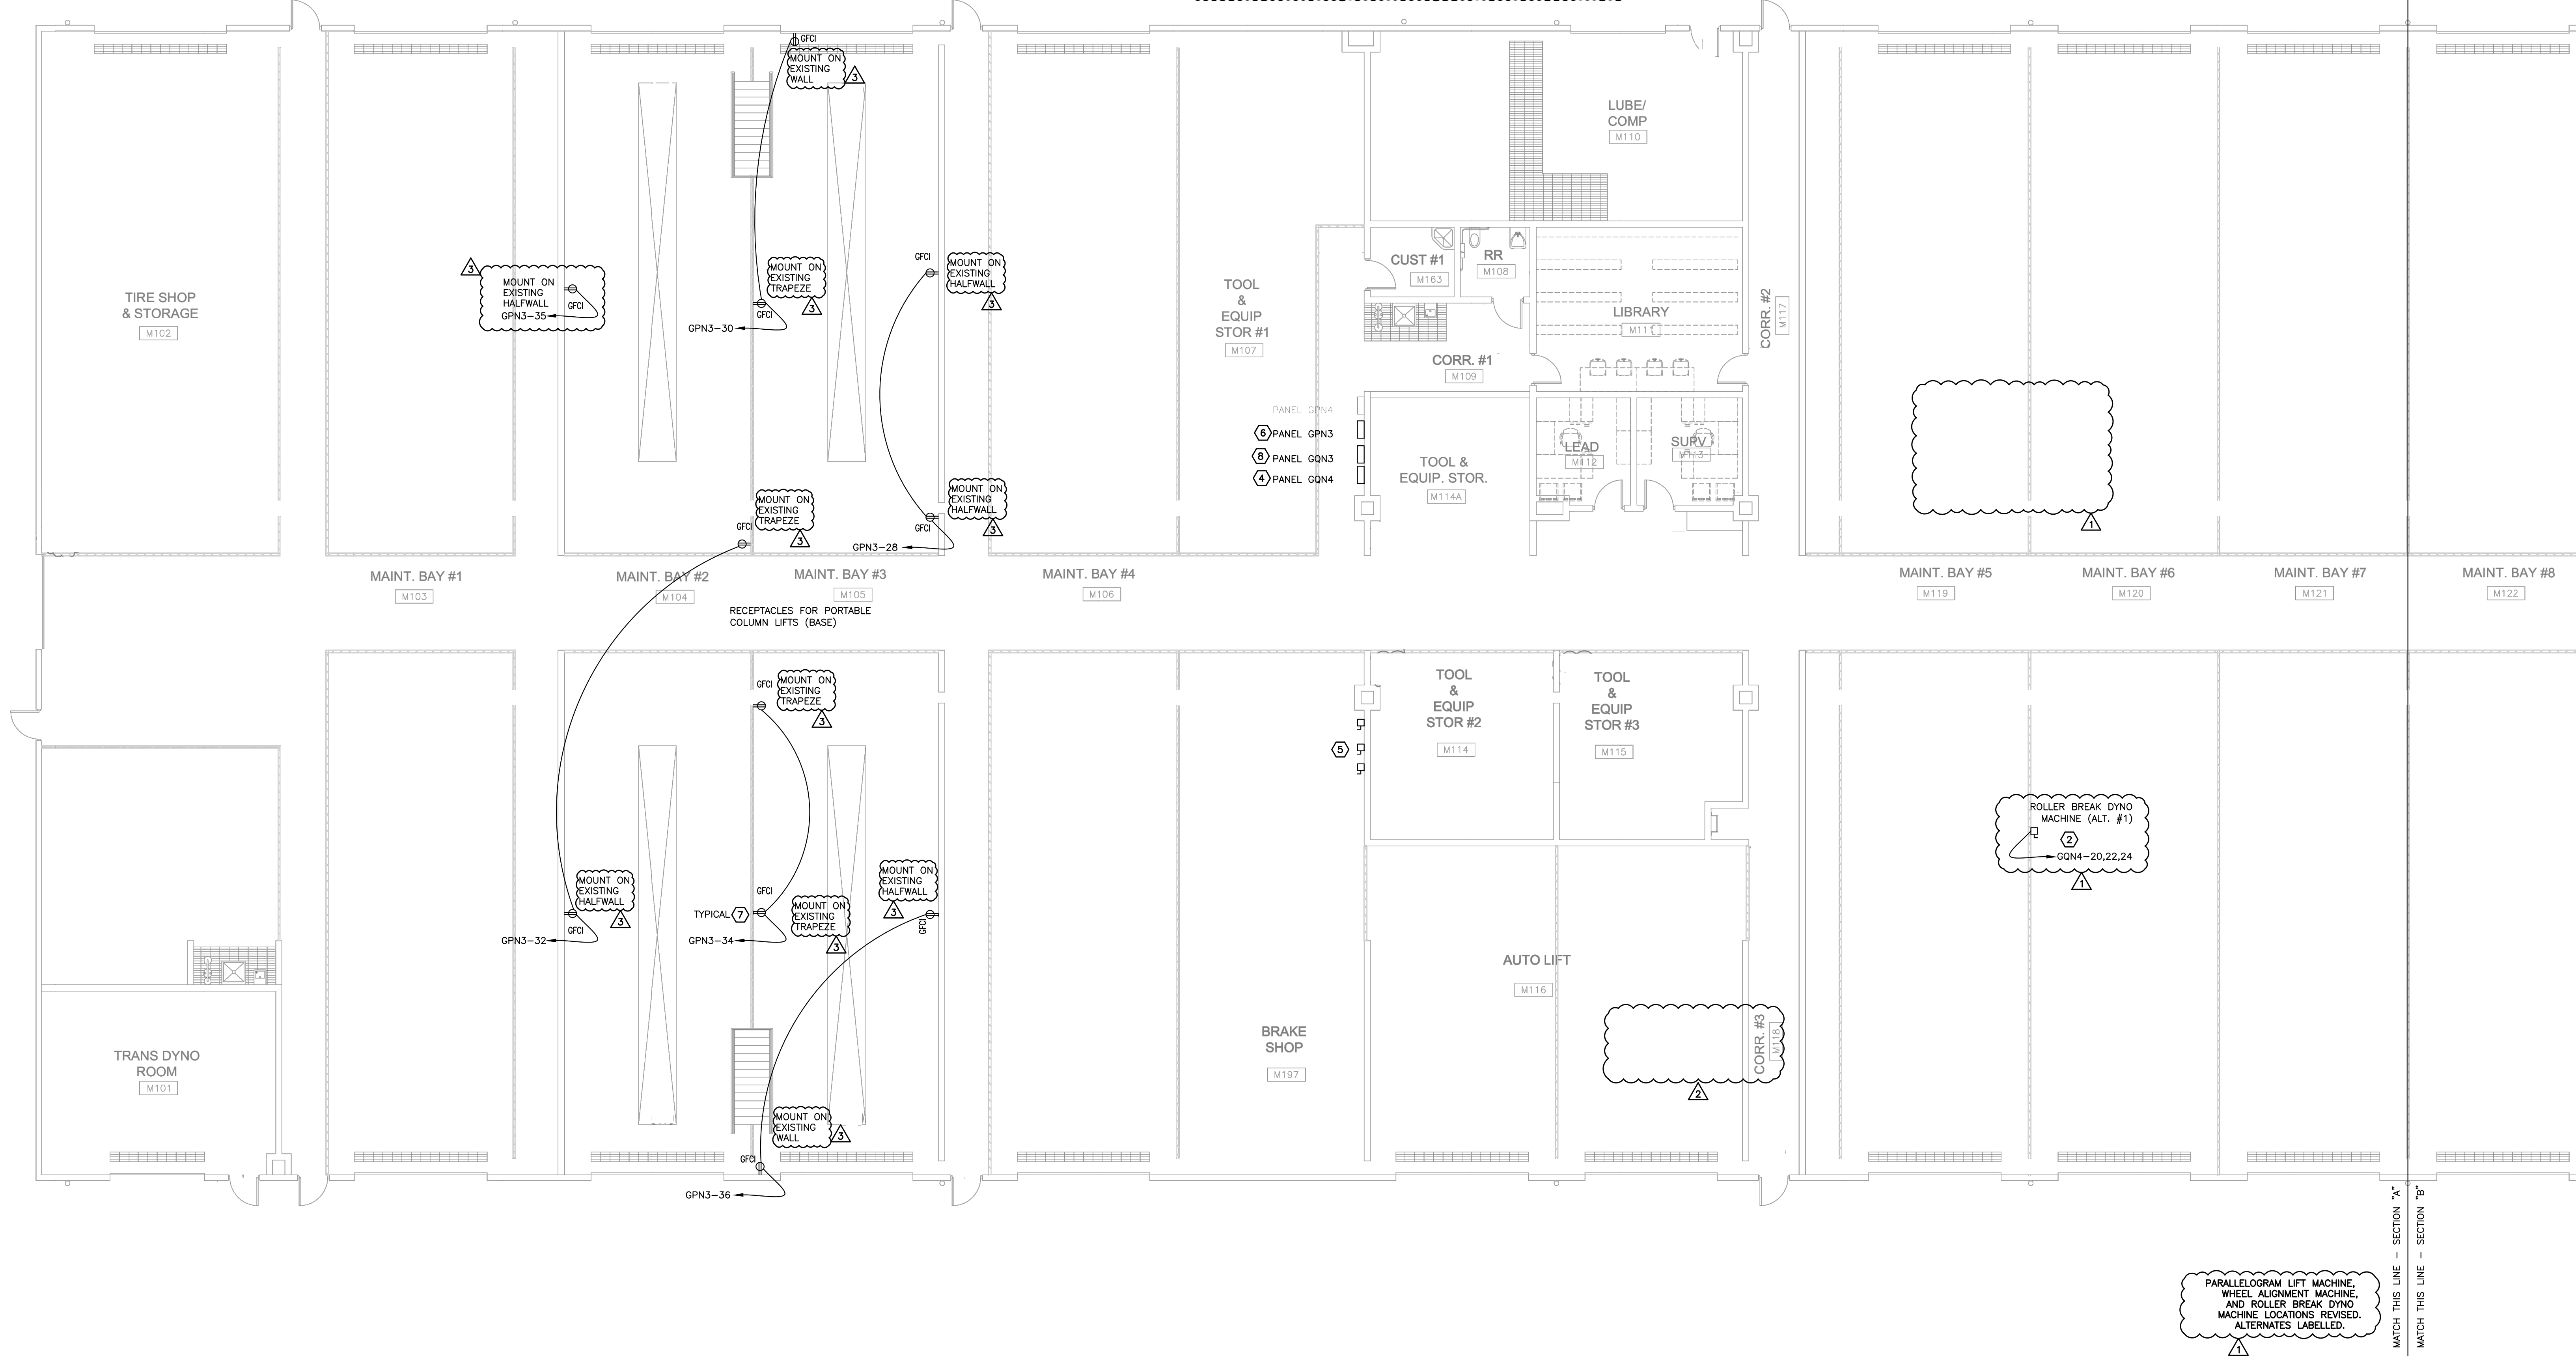 GFCI
MOUNT ON
EXISTING
WALL
3
LUBE/
COMP
M110
TIRE SHOP
& STORAGE
M102
3
MOUNT ON
EXISTING
HALFWALL
GFCI
GPN3-35
MOUNT ON
EXISTING
TRAPEZE
3
GFCI
GPN3-30
GFCI
MOUNT ON
EXISTING
HALFWALL
3
TOOL
&
EQUIP
STOR #1
M107
CUST #1
M163
RR
M108
LIBRARY
M111
CORR. #1
M109
CORR. #2
M117
PANEL GPN4
6 PANEL GPN3
8 PANEL GQN3
4 PANEL GQN4
TOOL &
EQUIP. STOR.
M114A
LEAD
M112
SUPV
M113
1
MOUNT ON
EXISTING
TRAPEZE
3
GFCI
MOUNT ON
EXISTING
HALFWALL
3
GFCI
GPN3-28
MAINT. BAY #1
M103
MAINT. BAY #2
M104
MAINT. BAY #3
M105
MAINT. BAY #4
M106
MAINT. BAY #5
M119
MAINT. BAY #6
M120
MAINT. BAY #7
M121
MAINT. BAY #8
M122
RECEPTACLES FOR PORTABLE
COLUMN LIFTS (BASE)
GFCI
MOUNT ON
EXISTING
TRAPEZE
3
TOOL
&
EQUIP
STOR #2
M114
TOOL
&
EQUIP
STOR #3
M115
5
ROLLER BREAK DYNO
MACHINE (ALT. #1)
2
GQN4-20,22,24
1
MOUNT ON
EXISTING
HALFWALL
3
GFCI
GPN3-32
GFCI
TYPICAL 7
MOUNT ON
EXISTING
TRAPEZE
3
GPN3-34
MOUNT ON
EXISTING
HALFWALL
3
GFCI
AUTO LIFT
M116
BRAKE
SHOP
M197
CORR. #3
M118
2
TRANS DYNO
ROOM
M101
MOUNT ON
EXISTING
WALL
3
GFCI
GPN3-36
MATCH THIS LINE - SECTION "A"
MATCH THIS LINE - SECTION "B"
PARALLELOGRAM LIFT MACHINE,
WHEEL ALIGNMENT MACHINE,
AND ROLLER BREAK DYNO
MACHINE LOCATIONS REVISED.
ALTERNATES LABELLED.
1